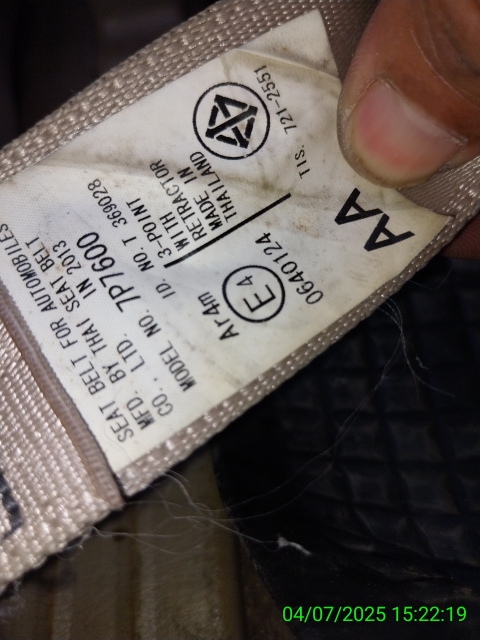 SEAT BELT FOR AUTOMOBILES
MFD. BY THAI SEAT BELT
CO., LTD. IN 2013
MODEL NO. 7P7600
ID. NO. T 369028
3-POINT
WITH
RETRACTOR
MADE IN
THAILAND
TIS. 721-2551
Ar4m
E4
0640124
AA
04/07/2025 15:22:19